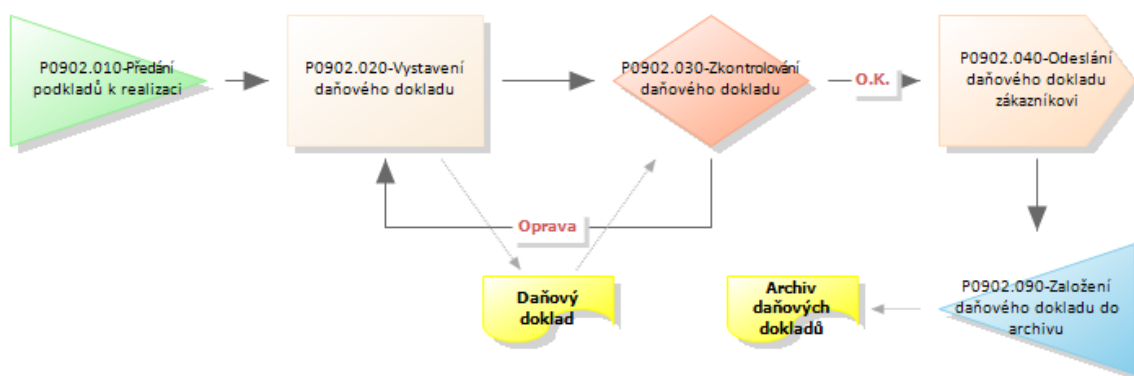 P0902.010-Předání
podkladů k realizaci
P0902.020-Vystavení
daňového dokladu
P0902.030-Zkontrolování
daňového dokladu
O.K.
P0902.040-Odeslání
daňového dokladu
zákazníkovi
Oprava
Daňový
doklad
Archiv
daňových
dokladů
P0902.090-Založení
daňového dokladu do
archivu